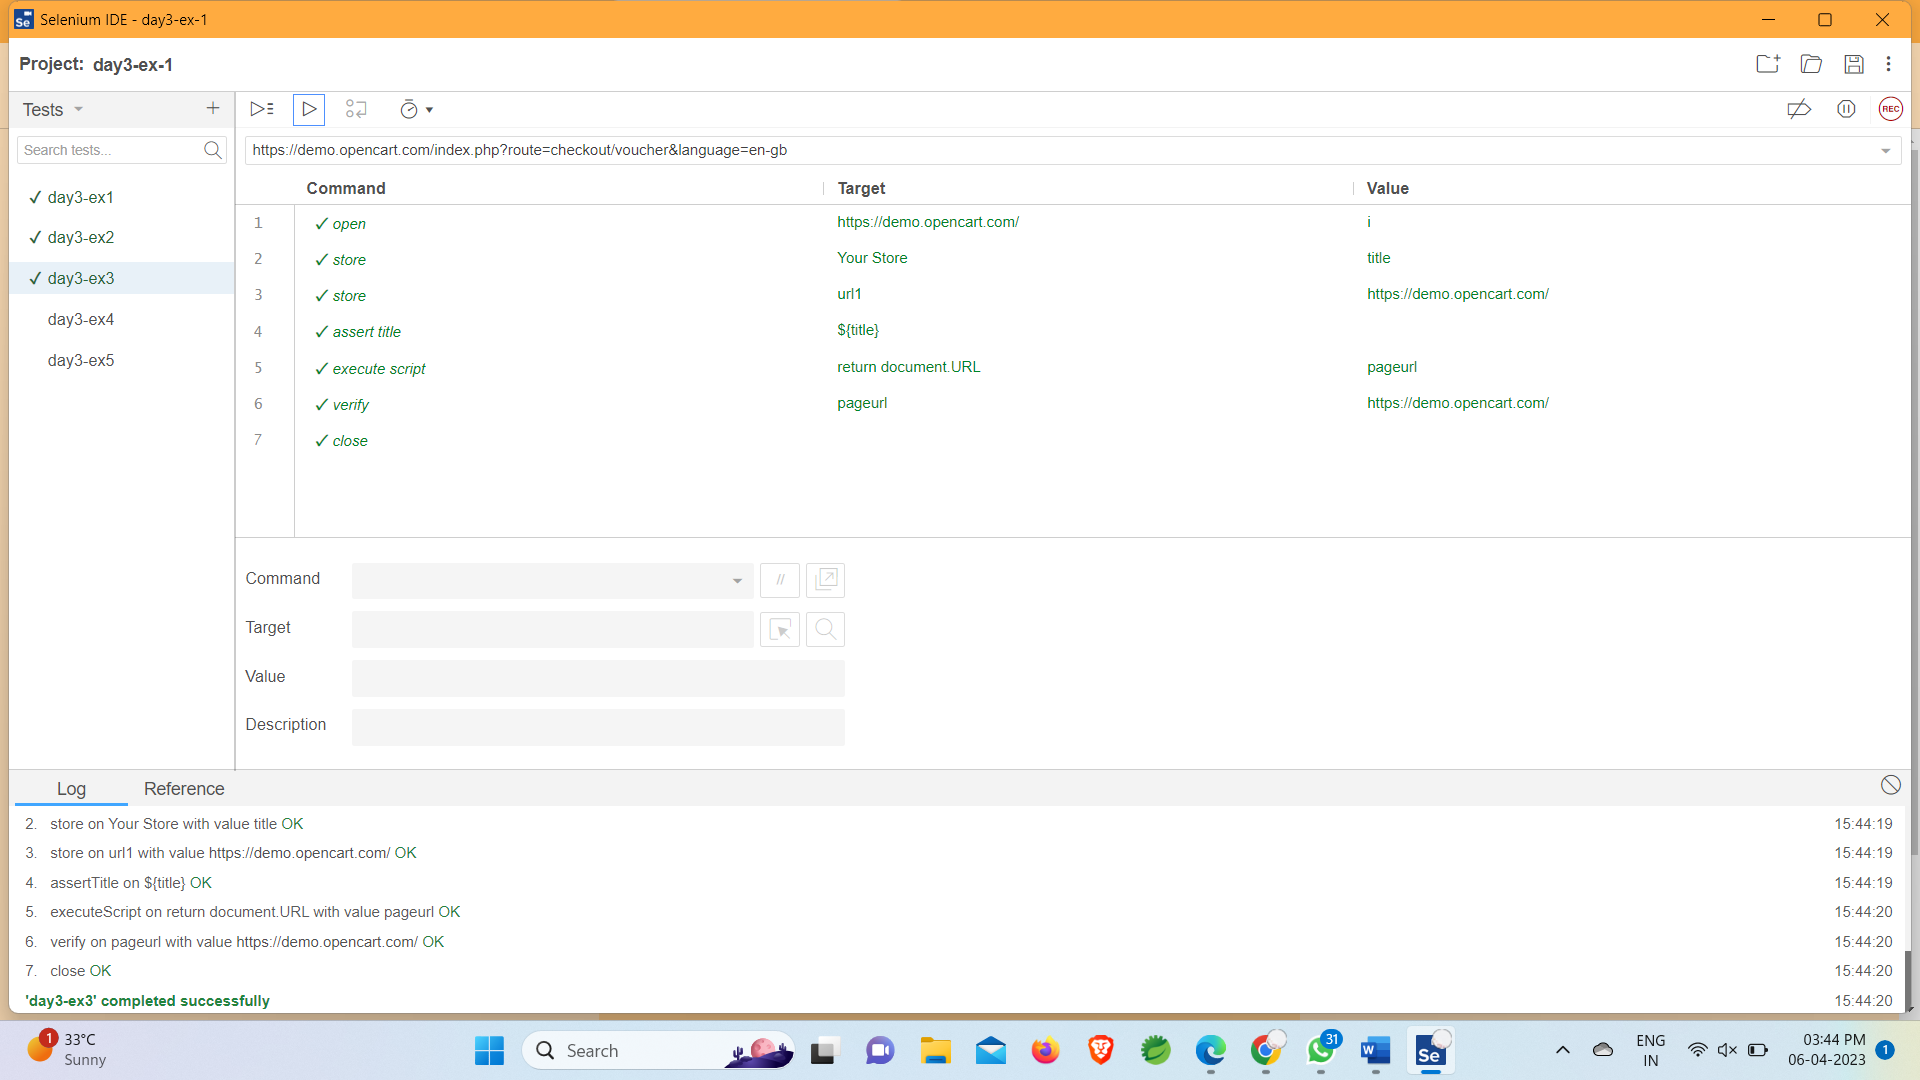 Se Selenium IDE - day3-ex-1
Project: day3-ex-1
Tests
Search tests...
✓ day3-ex1
✓ day3-ex2
✓ day3-ex3
day3-ex4
day3-ex5
REC
https://demo.opencart.com/index.php?route=checkout/voucher&language=en-gb
Command Target Value
1 ✓ open https://demo.opencart.com/ i
2 ✓ store Your Store title
3 ✓ store url1 https://demo.opencart.com/
4 ✓ assert title ${title}
5 ✓ execute script return document.URL pageurl
6 ✓ verify pageurl https://demo.opencart.com/
7 ✓ close
Command //
Target
Value
Description
Log Reference
2. store on Your Store with value title OK 15:44:19
3. store on url1 with value https://demo.opencart.com/ OK 15:44:19
4. assertTitle on ${title} OK 15:44:19
5. executeScript on return document.URL with value pageurl OK 15:44:20
6. verify on pageurl with value https://demo.opencart.com/ OK 15:44:20
7. close OK 15:44:20
'day3-ex3' completed successfully 15:44:20
1 33°C
Sunny
Search
31
W
Se
ENG
IN
03:44 PM
06-04-2023
1